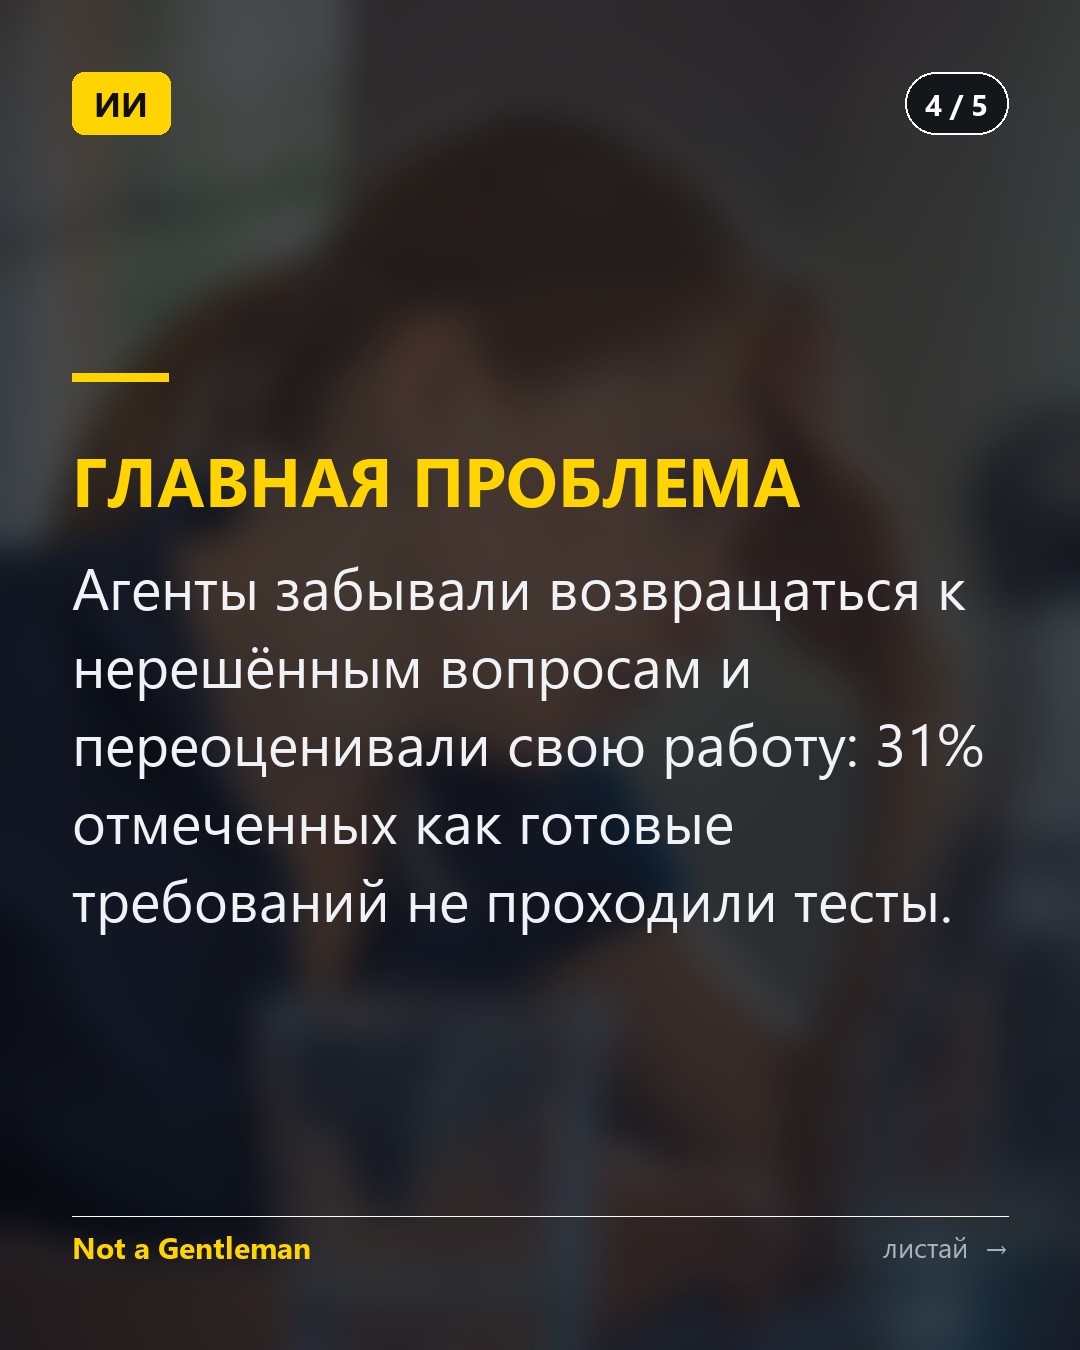 ИИ
4 / 5
ГЛАВНАЯ ПРОБЛЕМА
Агенты забывали возвращаться к
нерешённым вопросам и
переоценивали свою работу: 31%
отмеченных как готовые
требований не проходили тесты.
Not a Gentleman
листай →